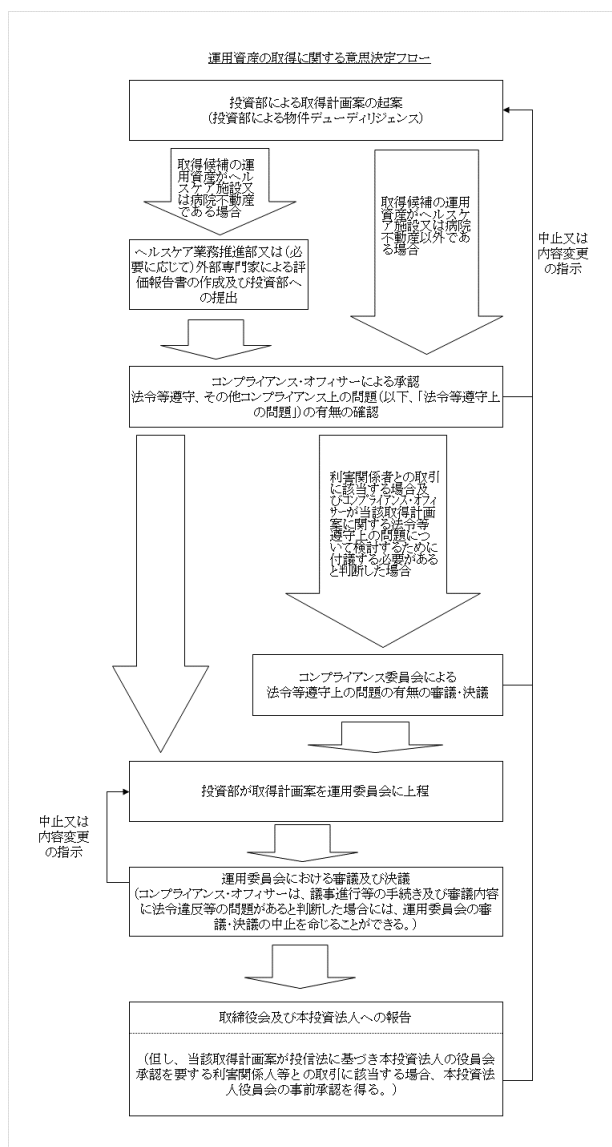 運用資産の取得に関する意思決定フロー
投資部による取得計画案の起案
(投資部による物件デューディリジェンス)
取得候補の運
用資産がヘル
スケア施設又
は病院不動産
である場合
取得候補の運用
資産がヘルスケア
施設又は病院
不動産以外であ
る場合
中止又は
内容変更
の指示
ヘルスケア業務推進部又は(必
要に応じて)外部専門家による評
価報告書の作成及び投資部へ
の提出
コンプライアンス・オフィサーによる承認
法令等遵守、その他コンプライアンス上の問題(以下、「法令等遵守上
の問題」)の有無の確認
利害関係者との取引
に該当する場合及
びコンプライアンス・オフィ
サーが当該取得計画
案に関する法令等
遵守上の問題につ
いて検討するために
付議する必要がある
と判断した場合
コンプライアンス委員会による
法令等遵守上の問題の有無の審議・決議
投資部が取得計画案を運用委員会に上程
中止又は
内容変更
の指示
運用委員会における審議及び決議
(コンプライアンス・オフィサーは、議事進行等の手続き及び審議内容
に法令違反等の問題があると判断した場合には、運用委員会の審
議・決議の中止を命じることができる。)
取締役会及び本投資法人への報告
(但し、当該取得計画案が投信法に基づき本投資法人の役員会
承認を要する利害関係人等との取引に該当する場合、本投資法
人役員会の事前承認を得る。)